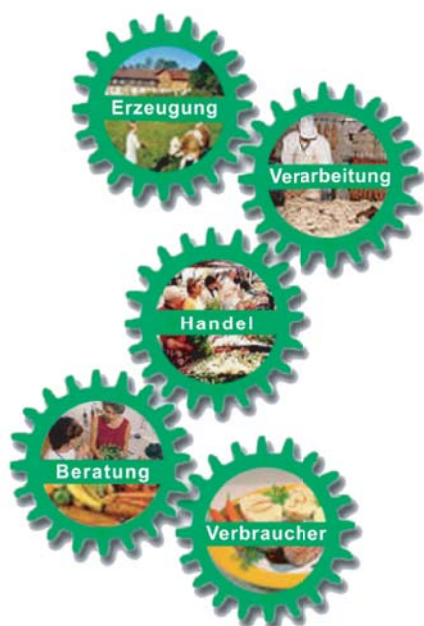 Erzeugung
Verarbeitung
Handel
Beratung
Verbraucher